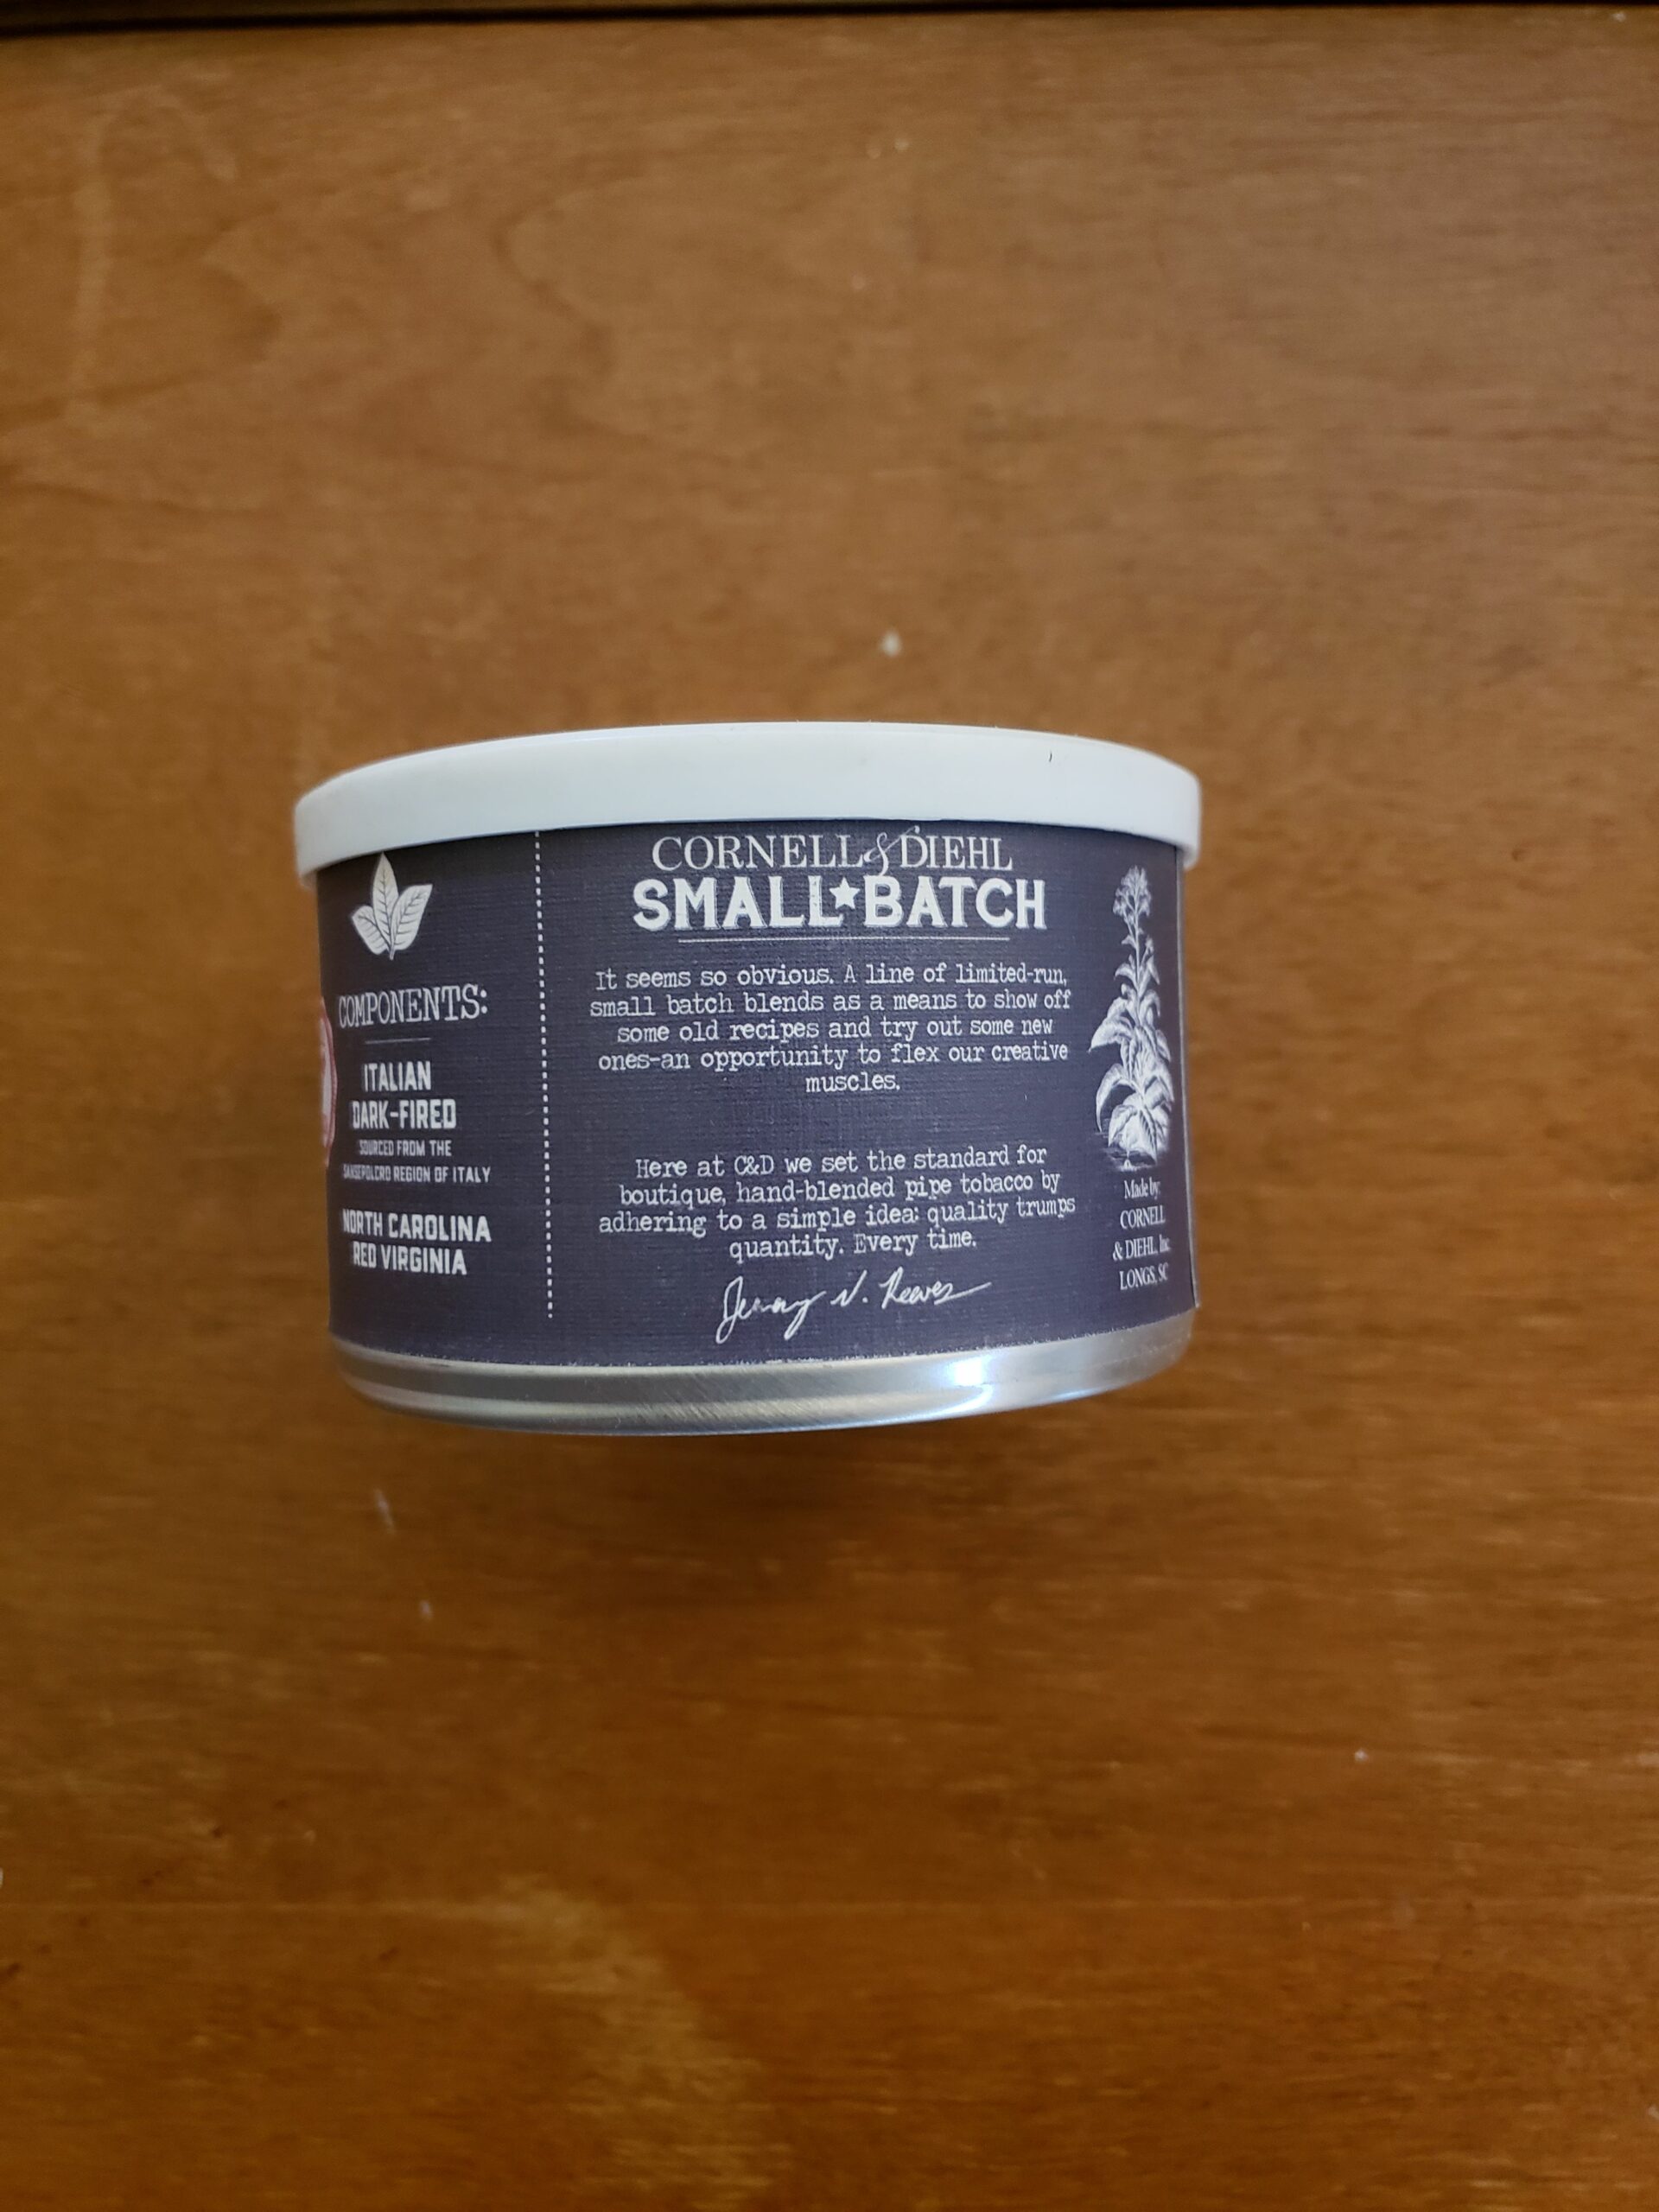 COMPONENTS:
ITALIAN
DARK-FIRED
SOURCED FROM THE
SANSEPOLCRO REGION OF ITALY
NORTH CAROLINA
RED VIRGINIA
CORNELL & DIEHL
SMALL★BATCH
It seems so obvious. A line of limited-run,
small batch blends as a means to show off
some old recipes and try out some new
ones-an opportunity to flex our creative
muscles.
Here at C&D we set the standard for
boutique, hand-blended pipe tobacco by
adhering to a simple idea: quality trumps
quantity. Every time.
Jeremy V. Reeves
Made by:
CORNELL
& DIEHL, Inc.
LONGS, SC